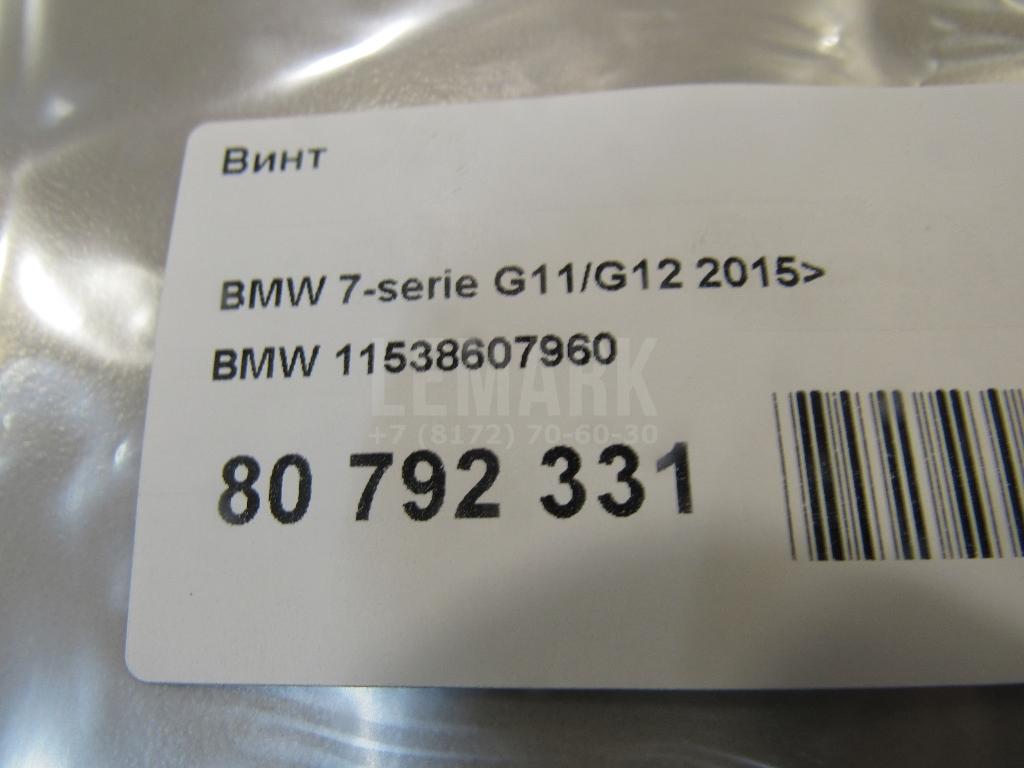 Винт
BMW 7-serie G11/G12 2015>
BMW 11538607960
LEMARK
+7 (8172) 70-60-30
80 792 331